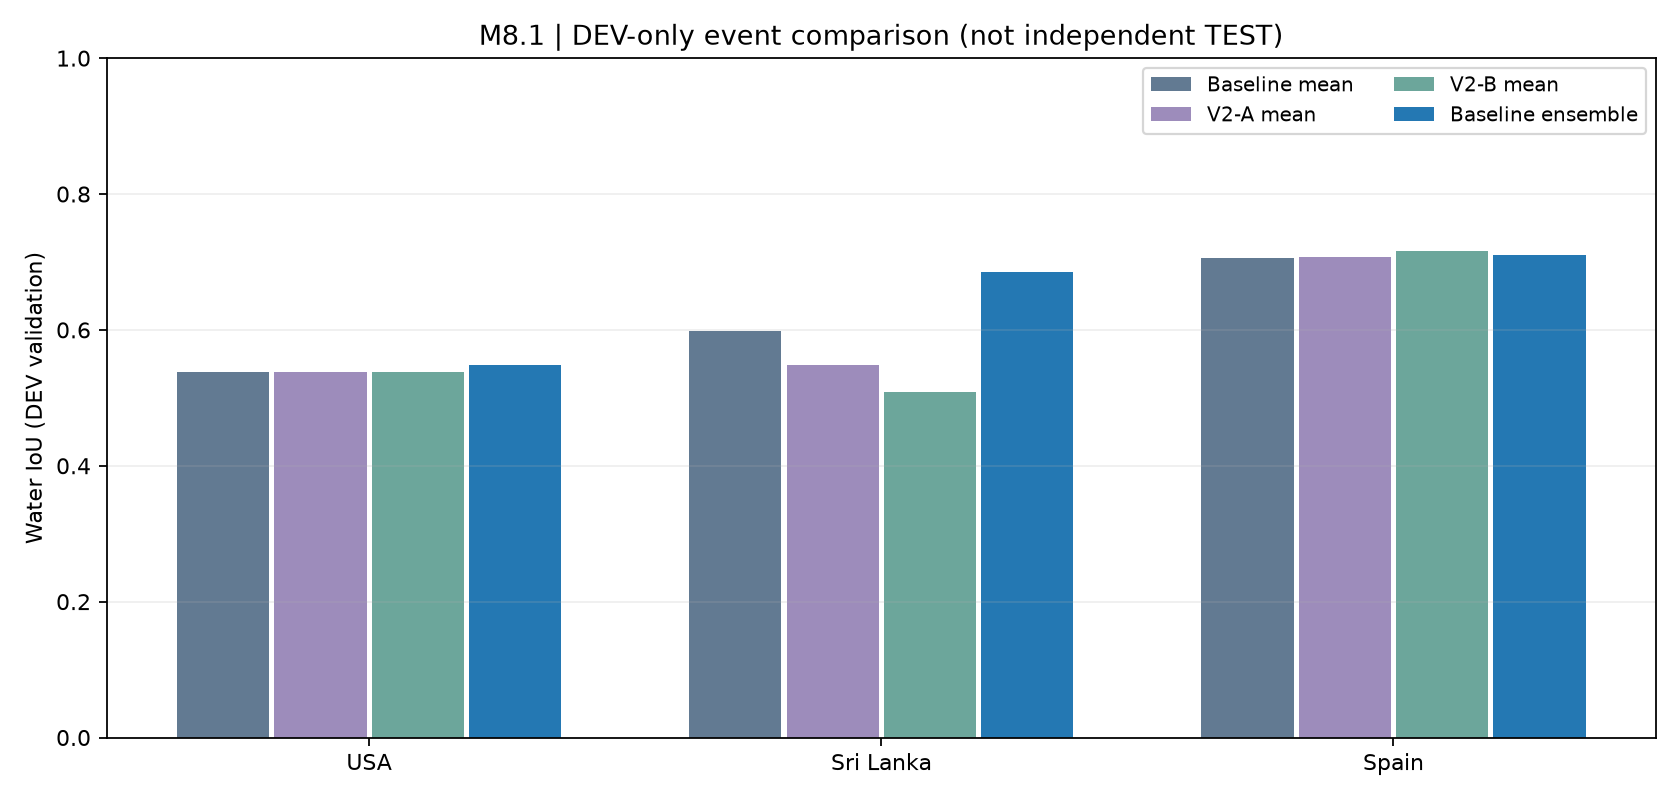 M8.1 | DEV-only event comparison (not independent TEST)
Baseline mean
V2-A mean
V2-B mean
Baseline ensemble
Water IoU (DEV validation)
1.0
0.8
0.6
0.4
0.2
0.0
USA
Sri Lanka
Spain